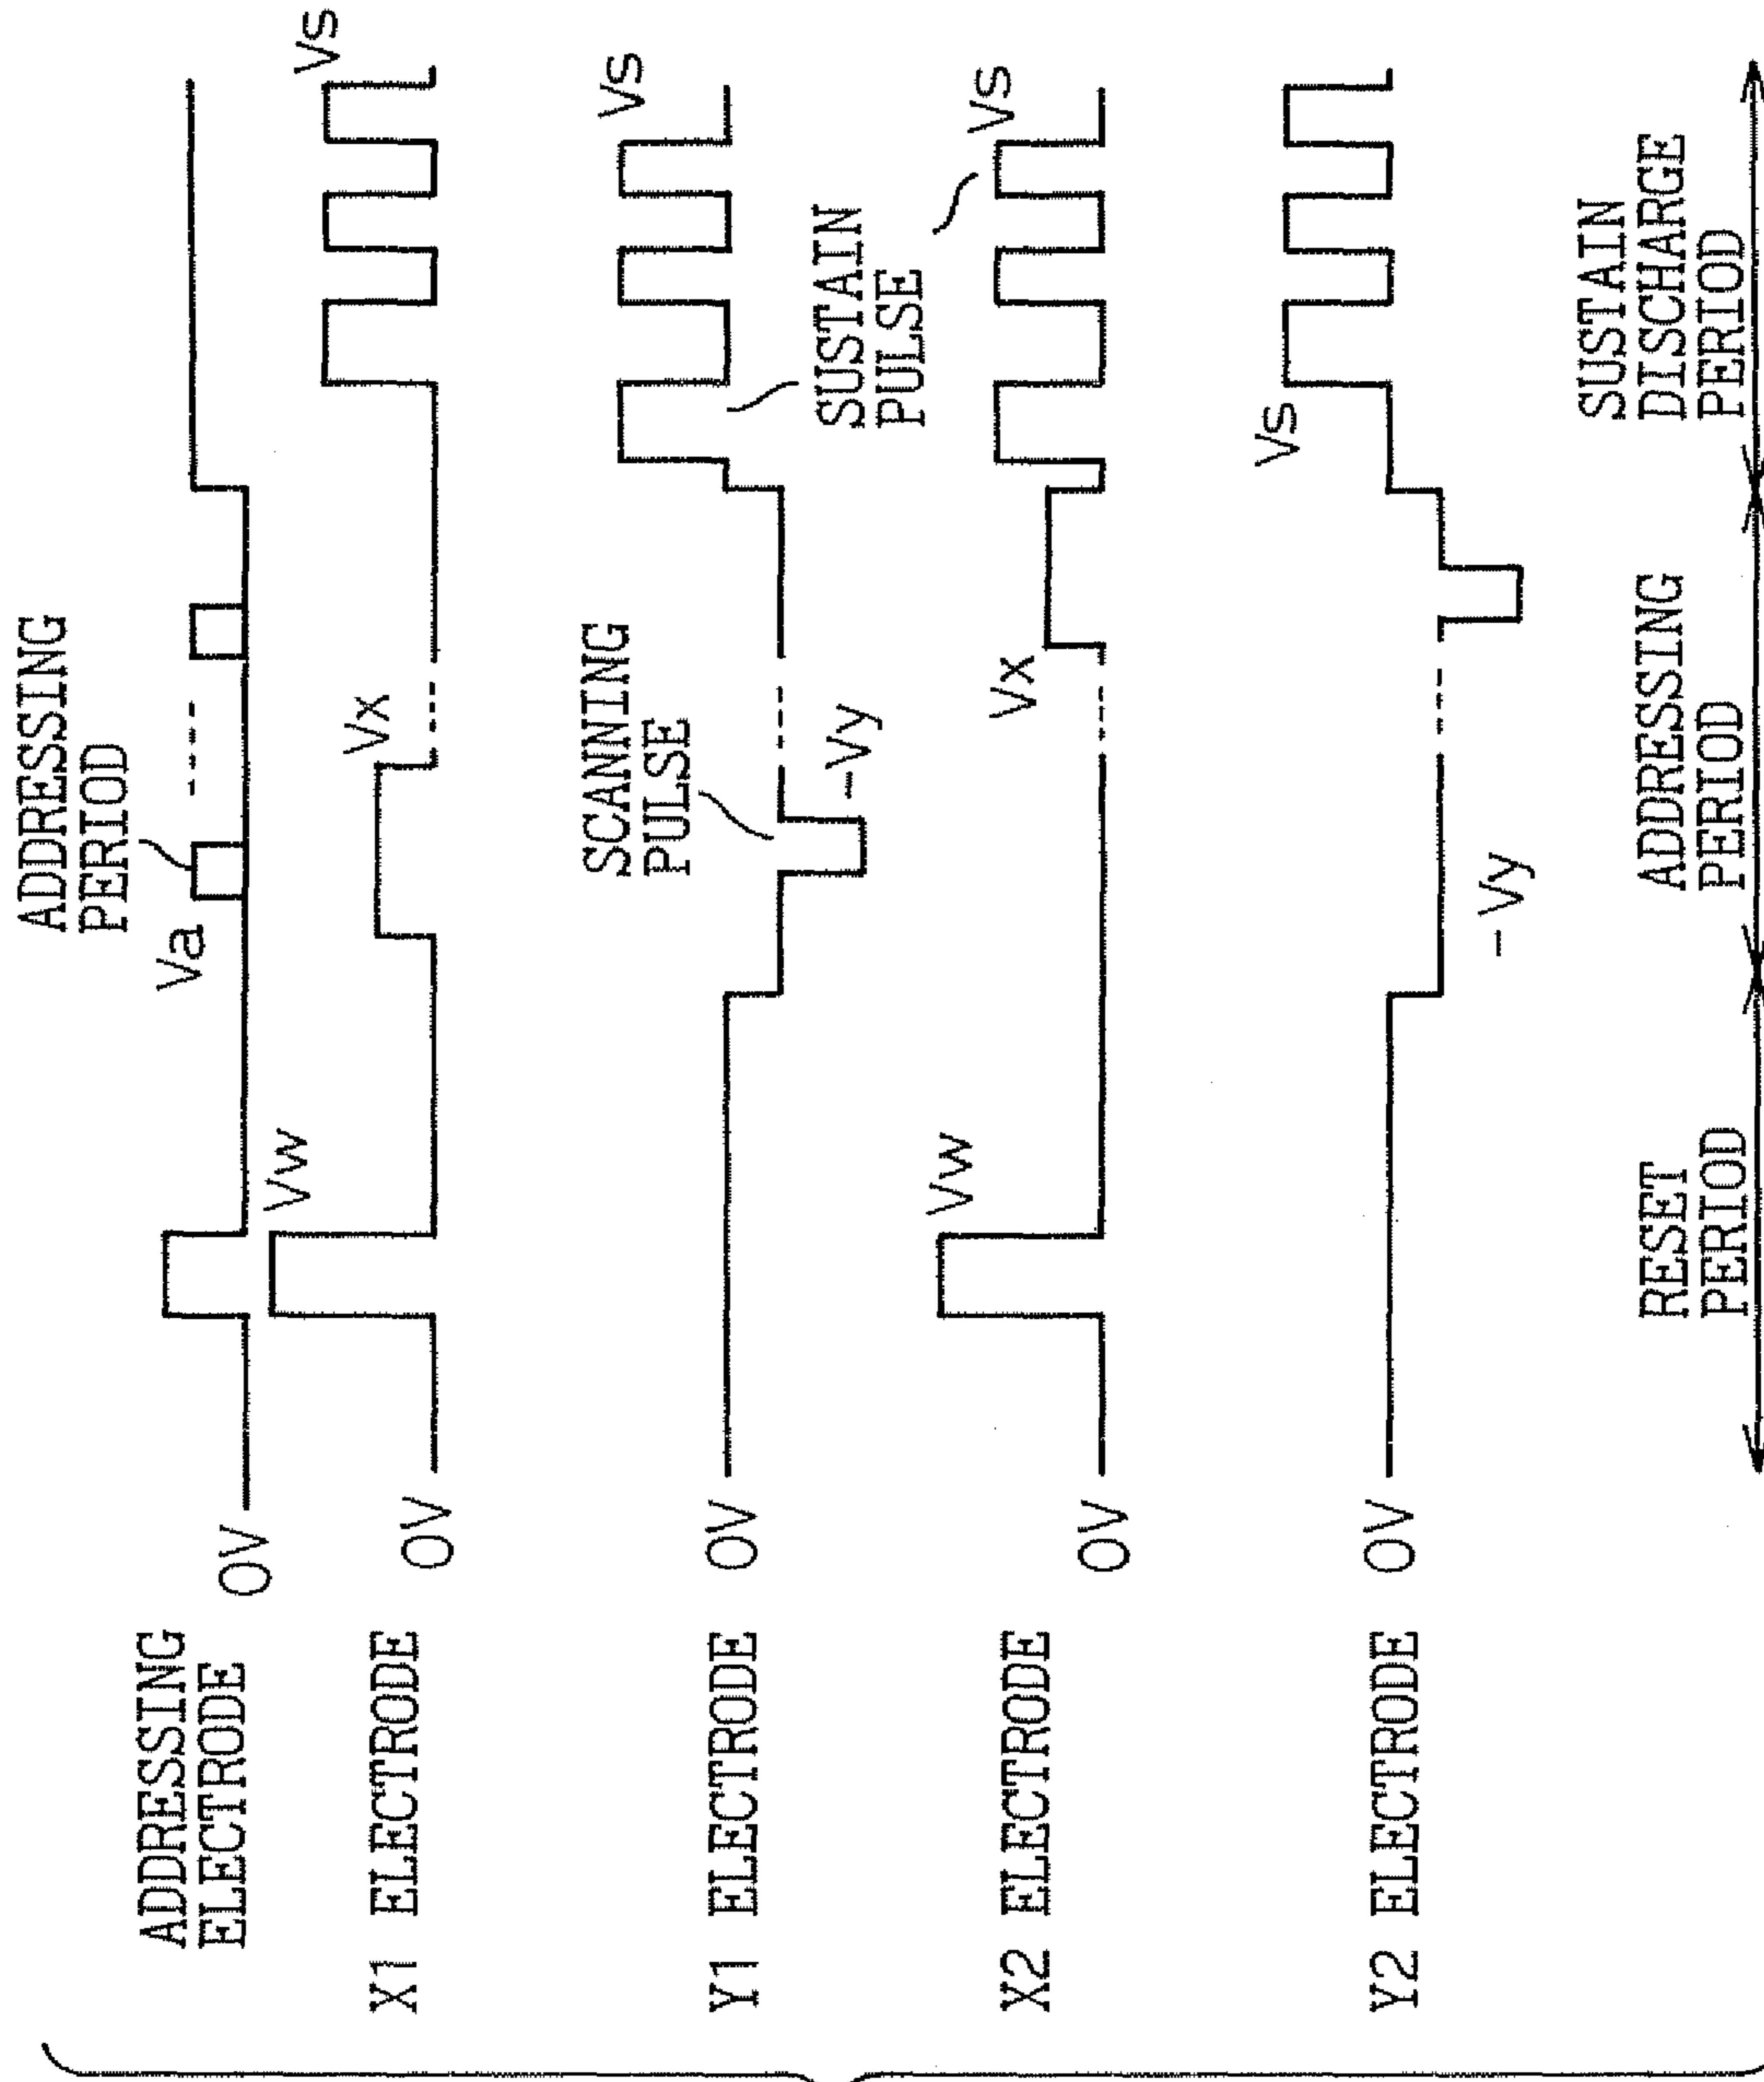 ADDRESSING
ELECTRODE
0V
Va
ADDRESSING
PERIOD
X1 ELECTRODE
0V
Vw
Vx
Vs
Y1 ELECTRODE
0V
SCANNING
PULSE
-Vy
Vs
SUSTAIN
PULSE
X2 ELECTRODE
0V
Vw
Vx
Vs
Y2 ELECTRODE
0V
-Vy
Vs
RESET
PERIOD
ADDRESSING
PERIOD
SUSTAIN
DISCHARGE
PERIOD